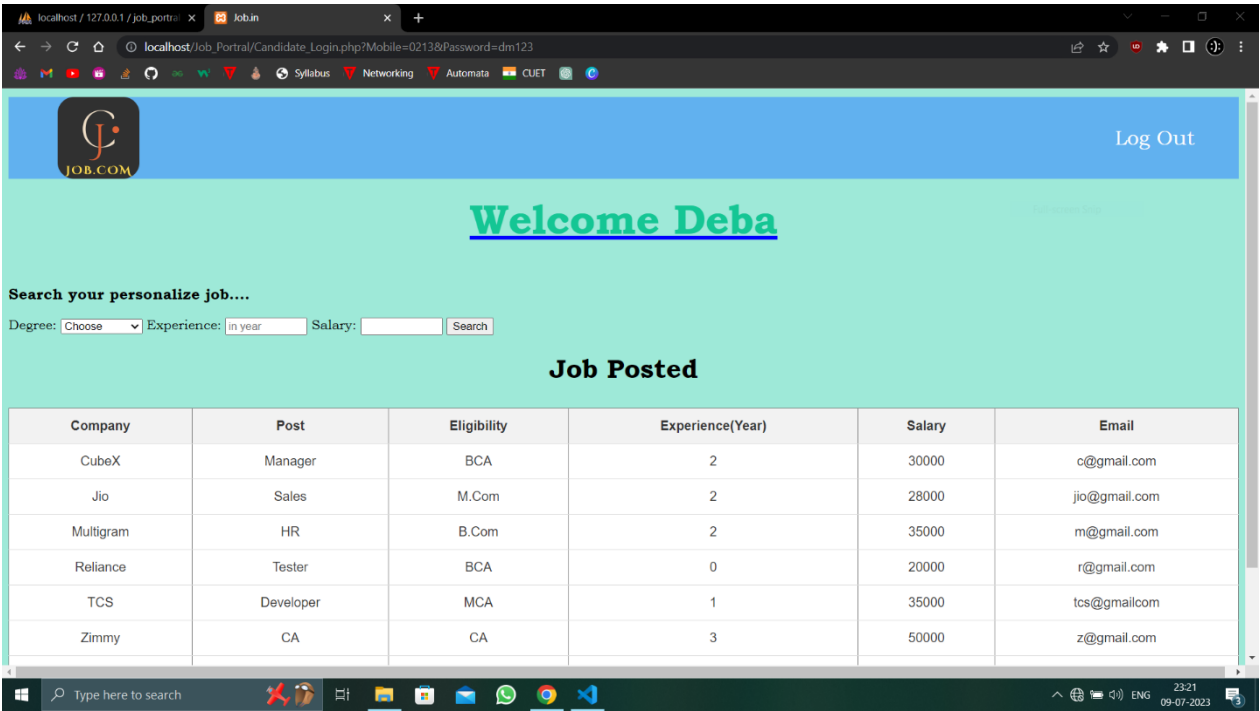 localhost / 127.0.0.1 / job_portral
Job.in
localhost/Job_Portral/Candidate_Login.php?Mobile=0213&Password=dm123
Syllabus Networking Automata CUET
JOB.COM
Log Out
Welcome Deba
Search your personalize job....
Degree: Choose Experience: in year Salary: Search
Job Posted
Company Post Eligibility Experience(Year) Salary Email
CubeX Manager BCA 2 30000 c@gmail.com
Jio Sales M.Com 2 28000 jio@gmail.com
Multigram HR B.Com 2 35000 m@gmail.com
Reliance Tester BCA 0 20000 r@gmail.com
TCS Developer MCA 1 35000 tcs@gmailcom
Zimmy CA CA 3 50000 z@gmail.com
Type here to search
ENG
23:21
09-07-2023